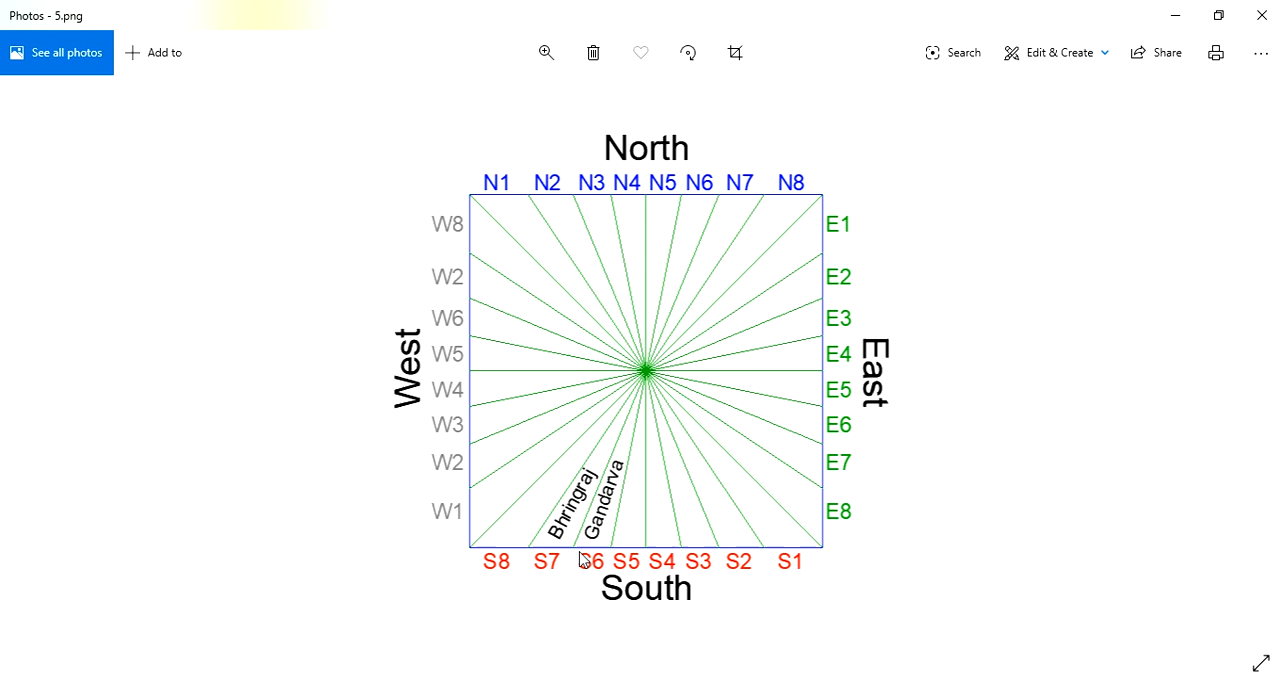 Photos - 5.png
See all photos
Add to
Search
Edit & Create
Share
North
N1 N2 N3 N4 N5 N6 N7 N8
W8
W2
W6
W5
W4
W3
W2
W1
West
E1
E2
E3
E4
E5
E6
E7
E8
East
Bhringraj
Gandarva
S8 S7 S6 S5 S4 S3 S2 S1
South